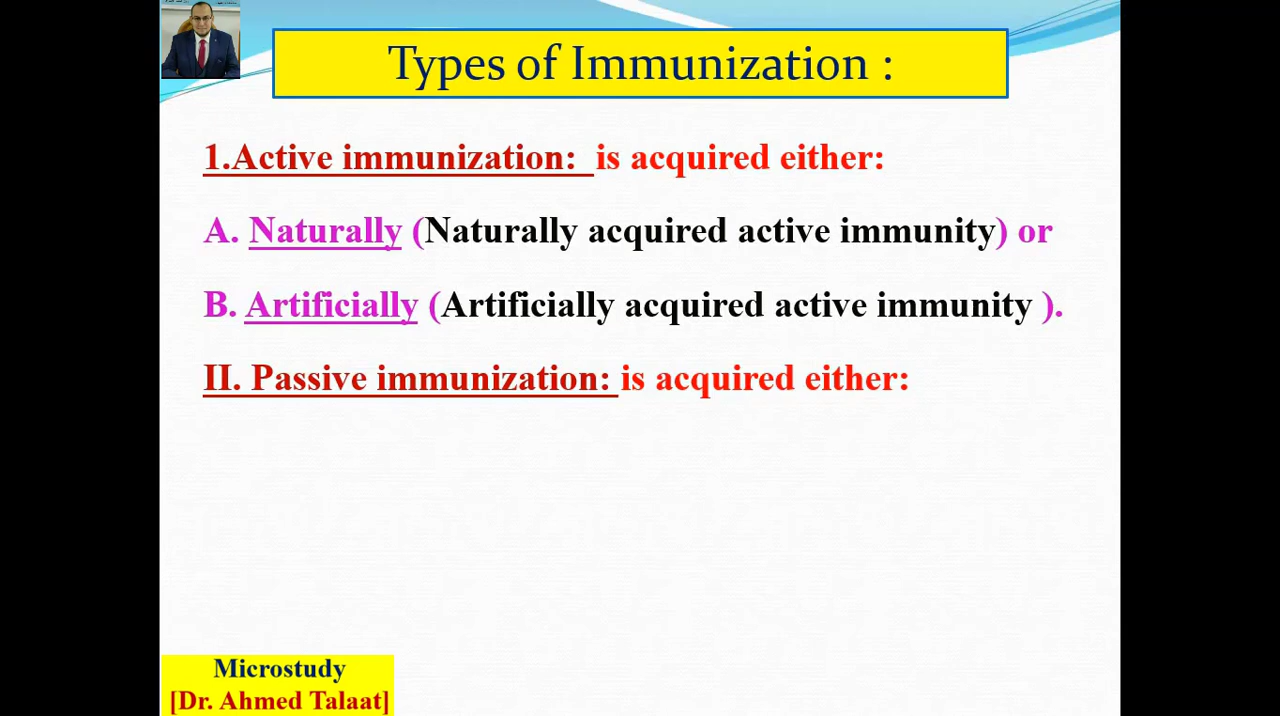 Types of Immunization :
1.Active immunization: is acquired either:
A. Naturally (Naturally acquired active immunity) or
B. Artificially (Artificially acquired active immunity ).
II. Passive immunization: is acquired either:
Microstudy
[Dr. Ahmed Talaat]